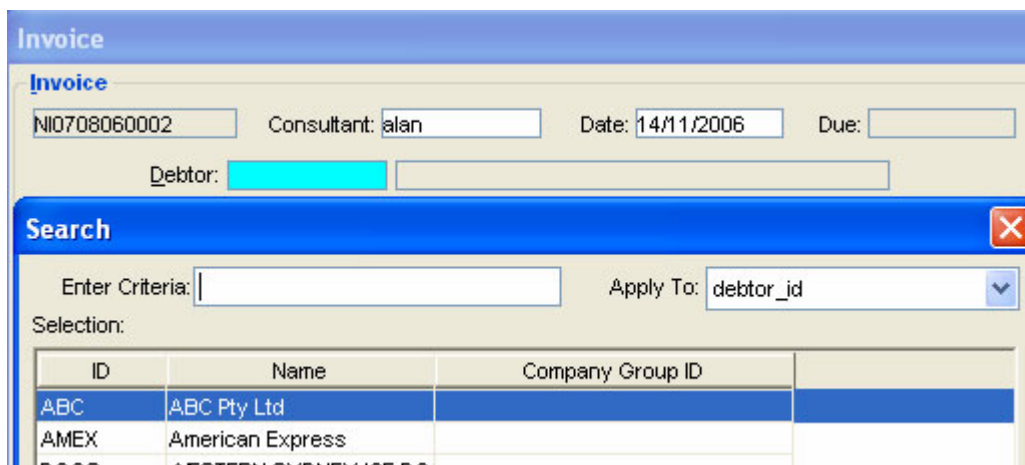 Invoice
Invoice
NI0708060002 Consultant: alan Date: 14/11/2006 Due:
Debtor:
Search
Enter Criteria: Apply To: debtor_id
Selection:
ID Name Company Group ID
ABC ABC Pty Ltd
AMEX American Express